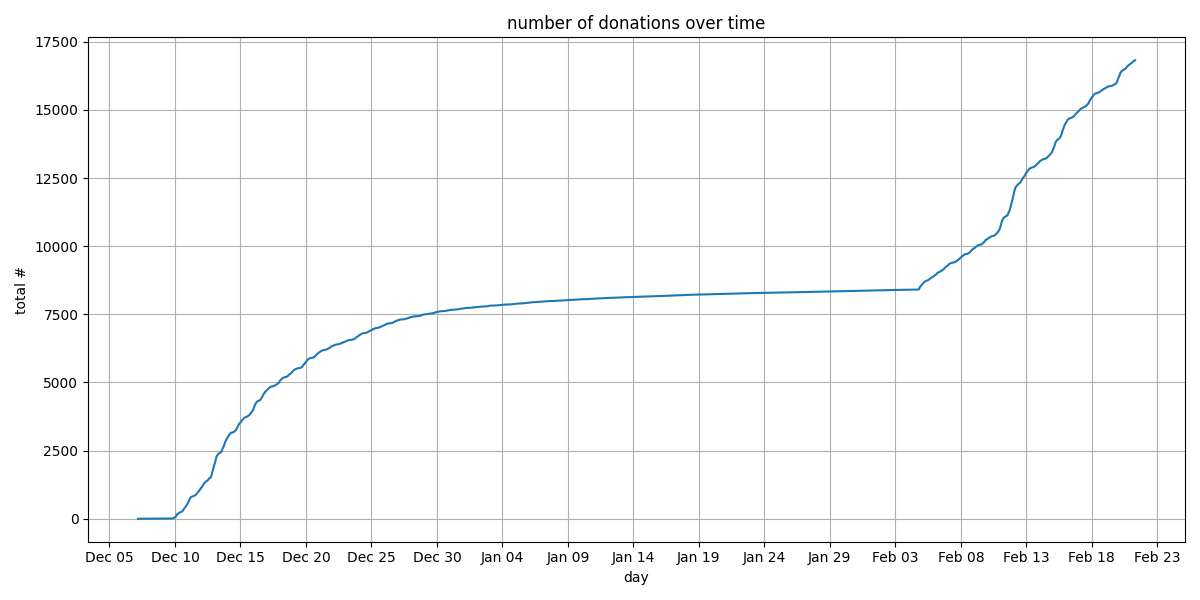 number of donations over time
total #
17500
15000
12500
10000
7500
5000
2500
0
Dec 05 Dec 10 Dec 15 Dec 20 Dec 25 Dec 30 Jan 04 Jan 09 Jan 14 Jan 19 Jan 24 Jan 29 Feb 03 Feb 08 Feb 13 Feb 18 Feb 23
day